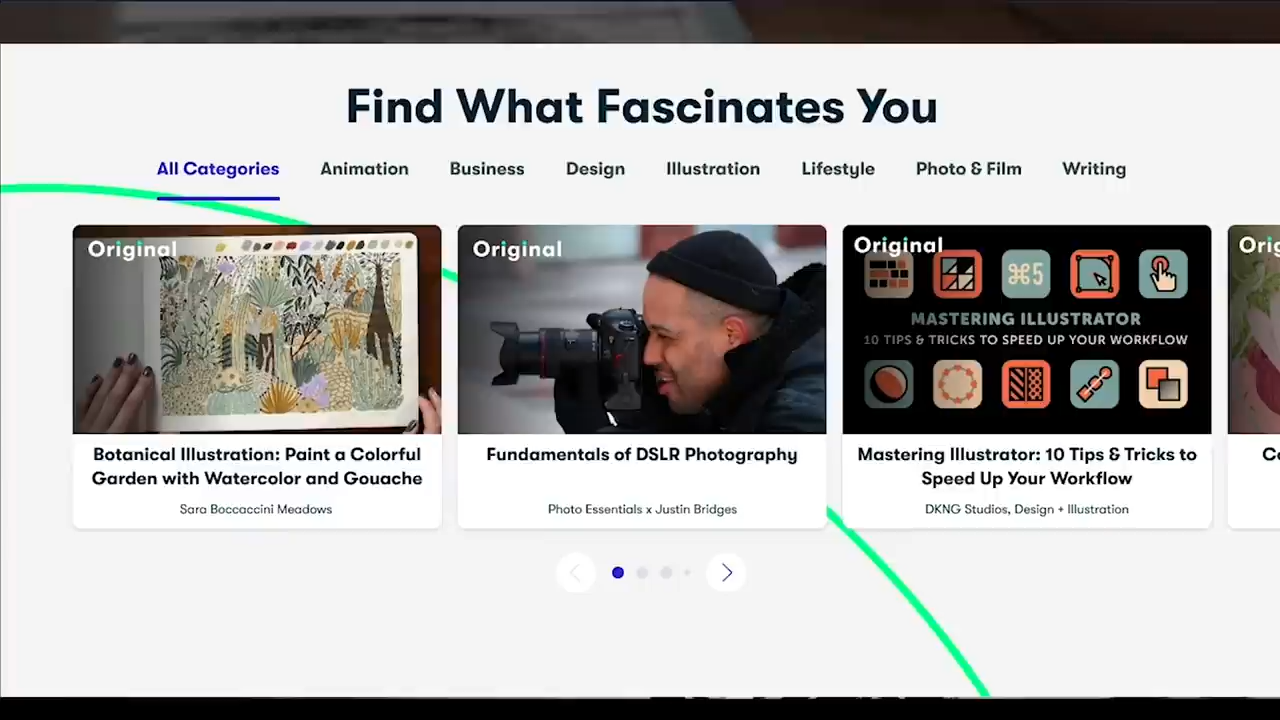 Find What Fascinates You
All Categories Animation Business Design Illustration Lifestyle Photo & Film Writing
Original
Botanical Illustration: Paint a Colorful
Garden with Watercolor and Gouache
Sara Boccaccini Meadows
Original
Fundamentals of DSLR Photography
Photo Essentials x Justin Bridges
Original
⌘5
MASTERING ILLUSTRATOR
10 TIPS & TRICKS TO SPEED UP YOUR WORKFLOW
Mastering Illustrator: 10 Tips & Tricks to
Speed Up Your Workflow
DKNG Studios, Design + Illustration